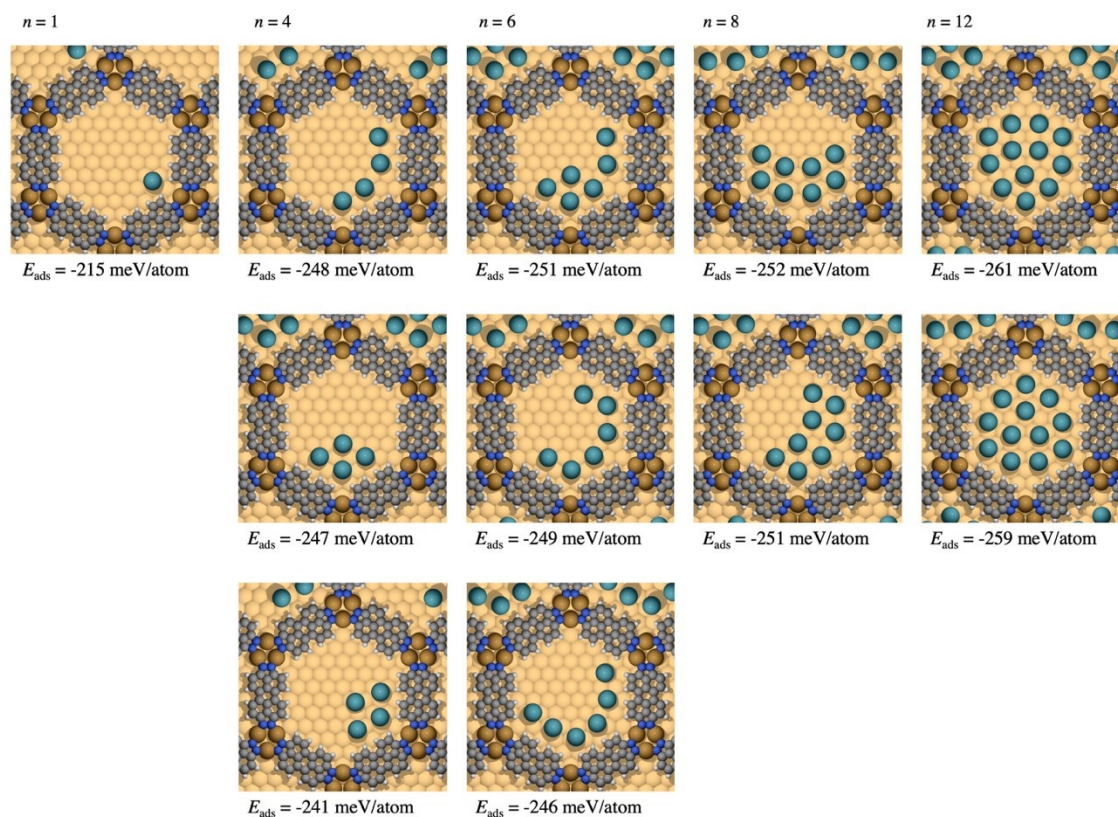 n = 1
n = 4
n = 6
n = 8
n = 12
Eads = -215 meV/atom
Eads = -248 meV/atom
Eads = -251 meV/atom
Eads = -252 meV/atom
Eads = -261 meV/atom
Eads = -247 meV/atom
Eads = -249 meV/atom
Eads = -251 meV/atom
Eads = -259 meV/atom
Eads = -241 meV/atom
Eads = -246 meV/atom